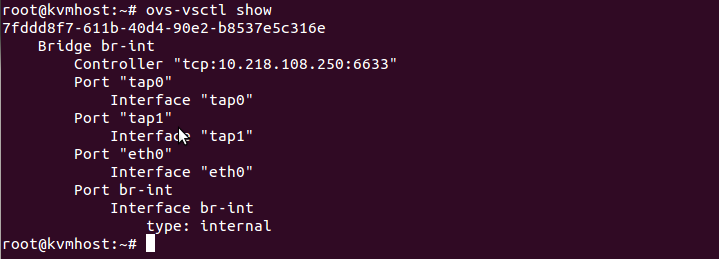 root@kvmhost:~# ovs-vsctl show
7fddd8f7-611b-40d4-90e2-b8537e5c316e
    Bridge br-int
        Controller "tcp:10.218.108.250:6633"
        Port "tap0"
            Interface "tap0"
        Port "tap1"
            Interface "tap1"
        Port "eth0"
            Interface "eth0"
        Port br-int
            Interface br-int
                type: internal
root@kvmhost:~#